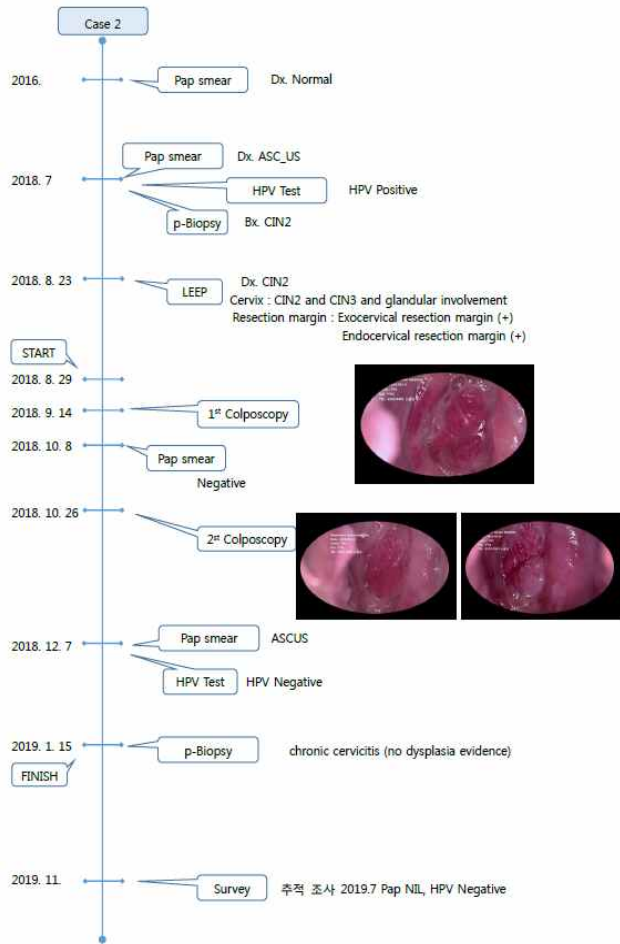 Case 2
2016.
Pap smear
Dx. Normal
Pap smear
Dx. ASC_US
2018. 7
HPV Test
HPV Positive
p-Biopsy
Bx. CIN2
2018. 8. 23
LEEP
Dx. CIN2
Cervix : CIN2 and CIN3 and glandular involvement
Resection margin : Exocervical resection margin (+)
Endocervical resection margin (+)
START
2018. 8. 29
2018. 9. 14
1st Colposcopy
2018. 10. 8
Pap smear
Negative
2018. 10. 26
2st Colposcopy
2018. 12. 7
Pap smear
ASCUS
HPV Test
HPV Negative
2019. 1. 15
p-Biopsy
chronic cervicitis (no dysplasia evidence)
FINISH
2019. 11.
Survey
추적 조사 2019.7 Pap NIL, HPV Negative